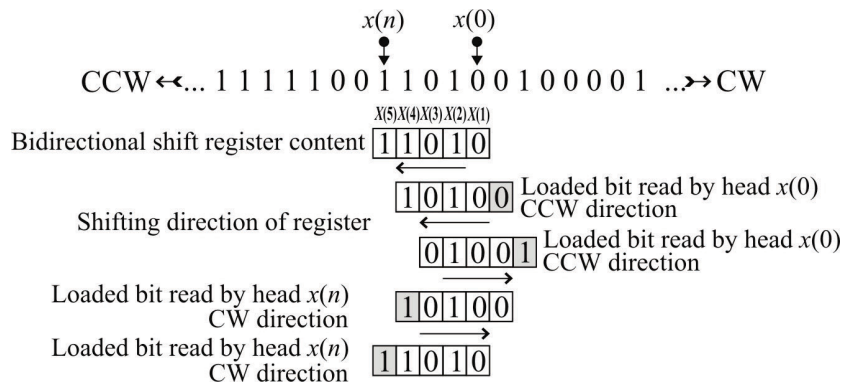 x(n) x(0)
CCW ... 1 1 1 1 1 0 0 1 1 0 1 0 0 0 1 0 0 0 0 1 ... CW
X(5) X(4) X(3) X(2) X(1)
Bidirectional shift register content 1 1 0 1 0
1 0 1 0 0 Loaded bit read by head x(0)
CCW direction
Shifting direction of register
0 1 0 0 1 Loaded bit read by head x(0)
CCW direction
Loaded bit read by head x(n) 1 0 1 0 0
CW direction
Loaded bit read by head x(n) 1 1 0 1 0
CW direction